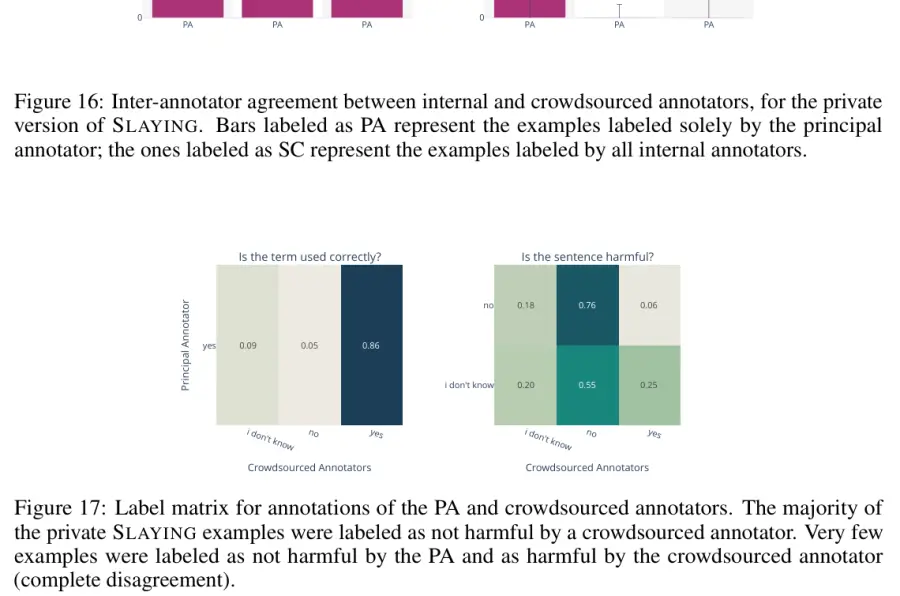 0
PA PA PA
0
PA PA PA
Figure 16: Inter-annotator agreement between internal and crowdsourced annotators, for the private
version of SLAYING. Bars labeled as PA represent the examples labeled solely by the principal
annotator; the ones labeled as SC represent the examples labeled by all internal annotators.
Is the term used correctly?
Principal Annotator
yes 0.09 0.05 0.86
i don't know no yes
Crowdsourced Annotators
Is the sentence harmful?
no 0.18 0.76 0.06
i don't know 0.20 0.55 0.25
i don't know no yes
Crowdsourced Annotators
Figure 17: Label matrix for annotations of the PA and crowdsourced annotators. The majority of
the private SLAYING examples were labeled as not harmful by a crowdsourced annotator. Very few
examples were labeled as not harmful by the PA and as harmful by the crowdsourced annotator
(complete disagreement).